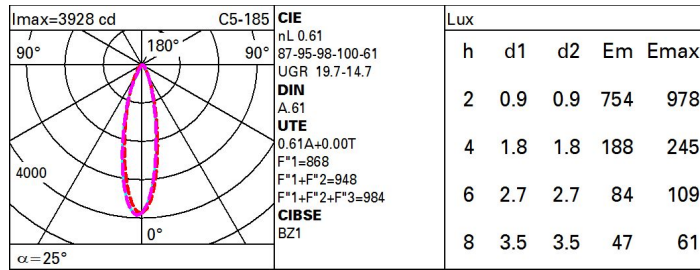 Imax=3928 cd C5-185
90° 180° 90°
4000
0°
α=25°
CIE
nL 0.61
87-95-98-100-61
UGR 19.7-14.7
DIN
A.61
UTE
0.61A+0.00T
F"1=868
F"1+F"2=948
F"1+F"2+F"3=984
CIBSE
BZ1
Lux
h d1 d2 Em Emax
2 0.9 0.9 754 978
4 1.8 1.8 188 245
6 2.7 2.7 84 109
8 3.5 3.5 47 61